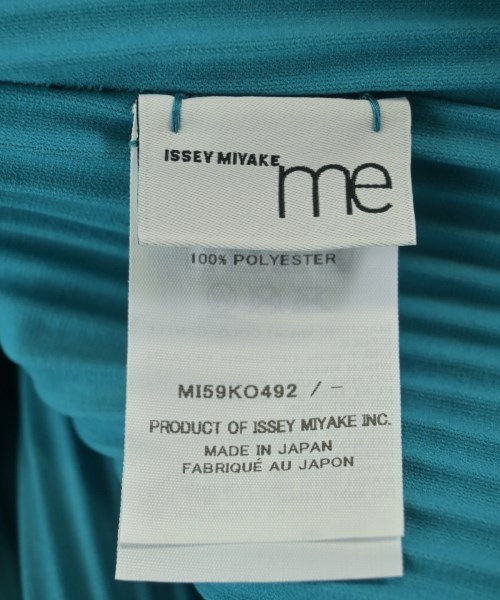 ISSEY MIYAKE me
100% POLYESTER
MI59KO492 / -
PRODUCT OF ISSEY MIYAKE INC.
MADE IN JAPAN
FABRIQUÉ AU JAPON